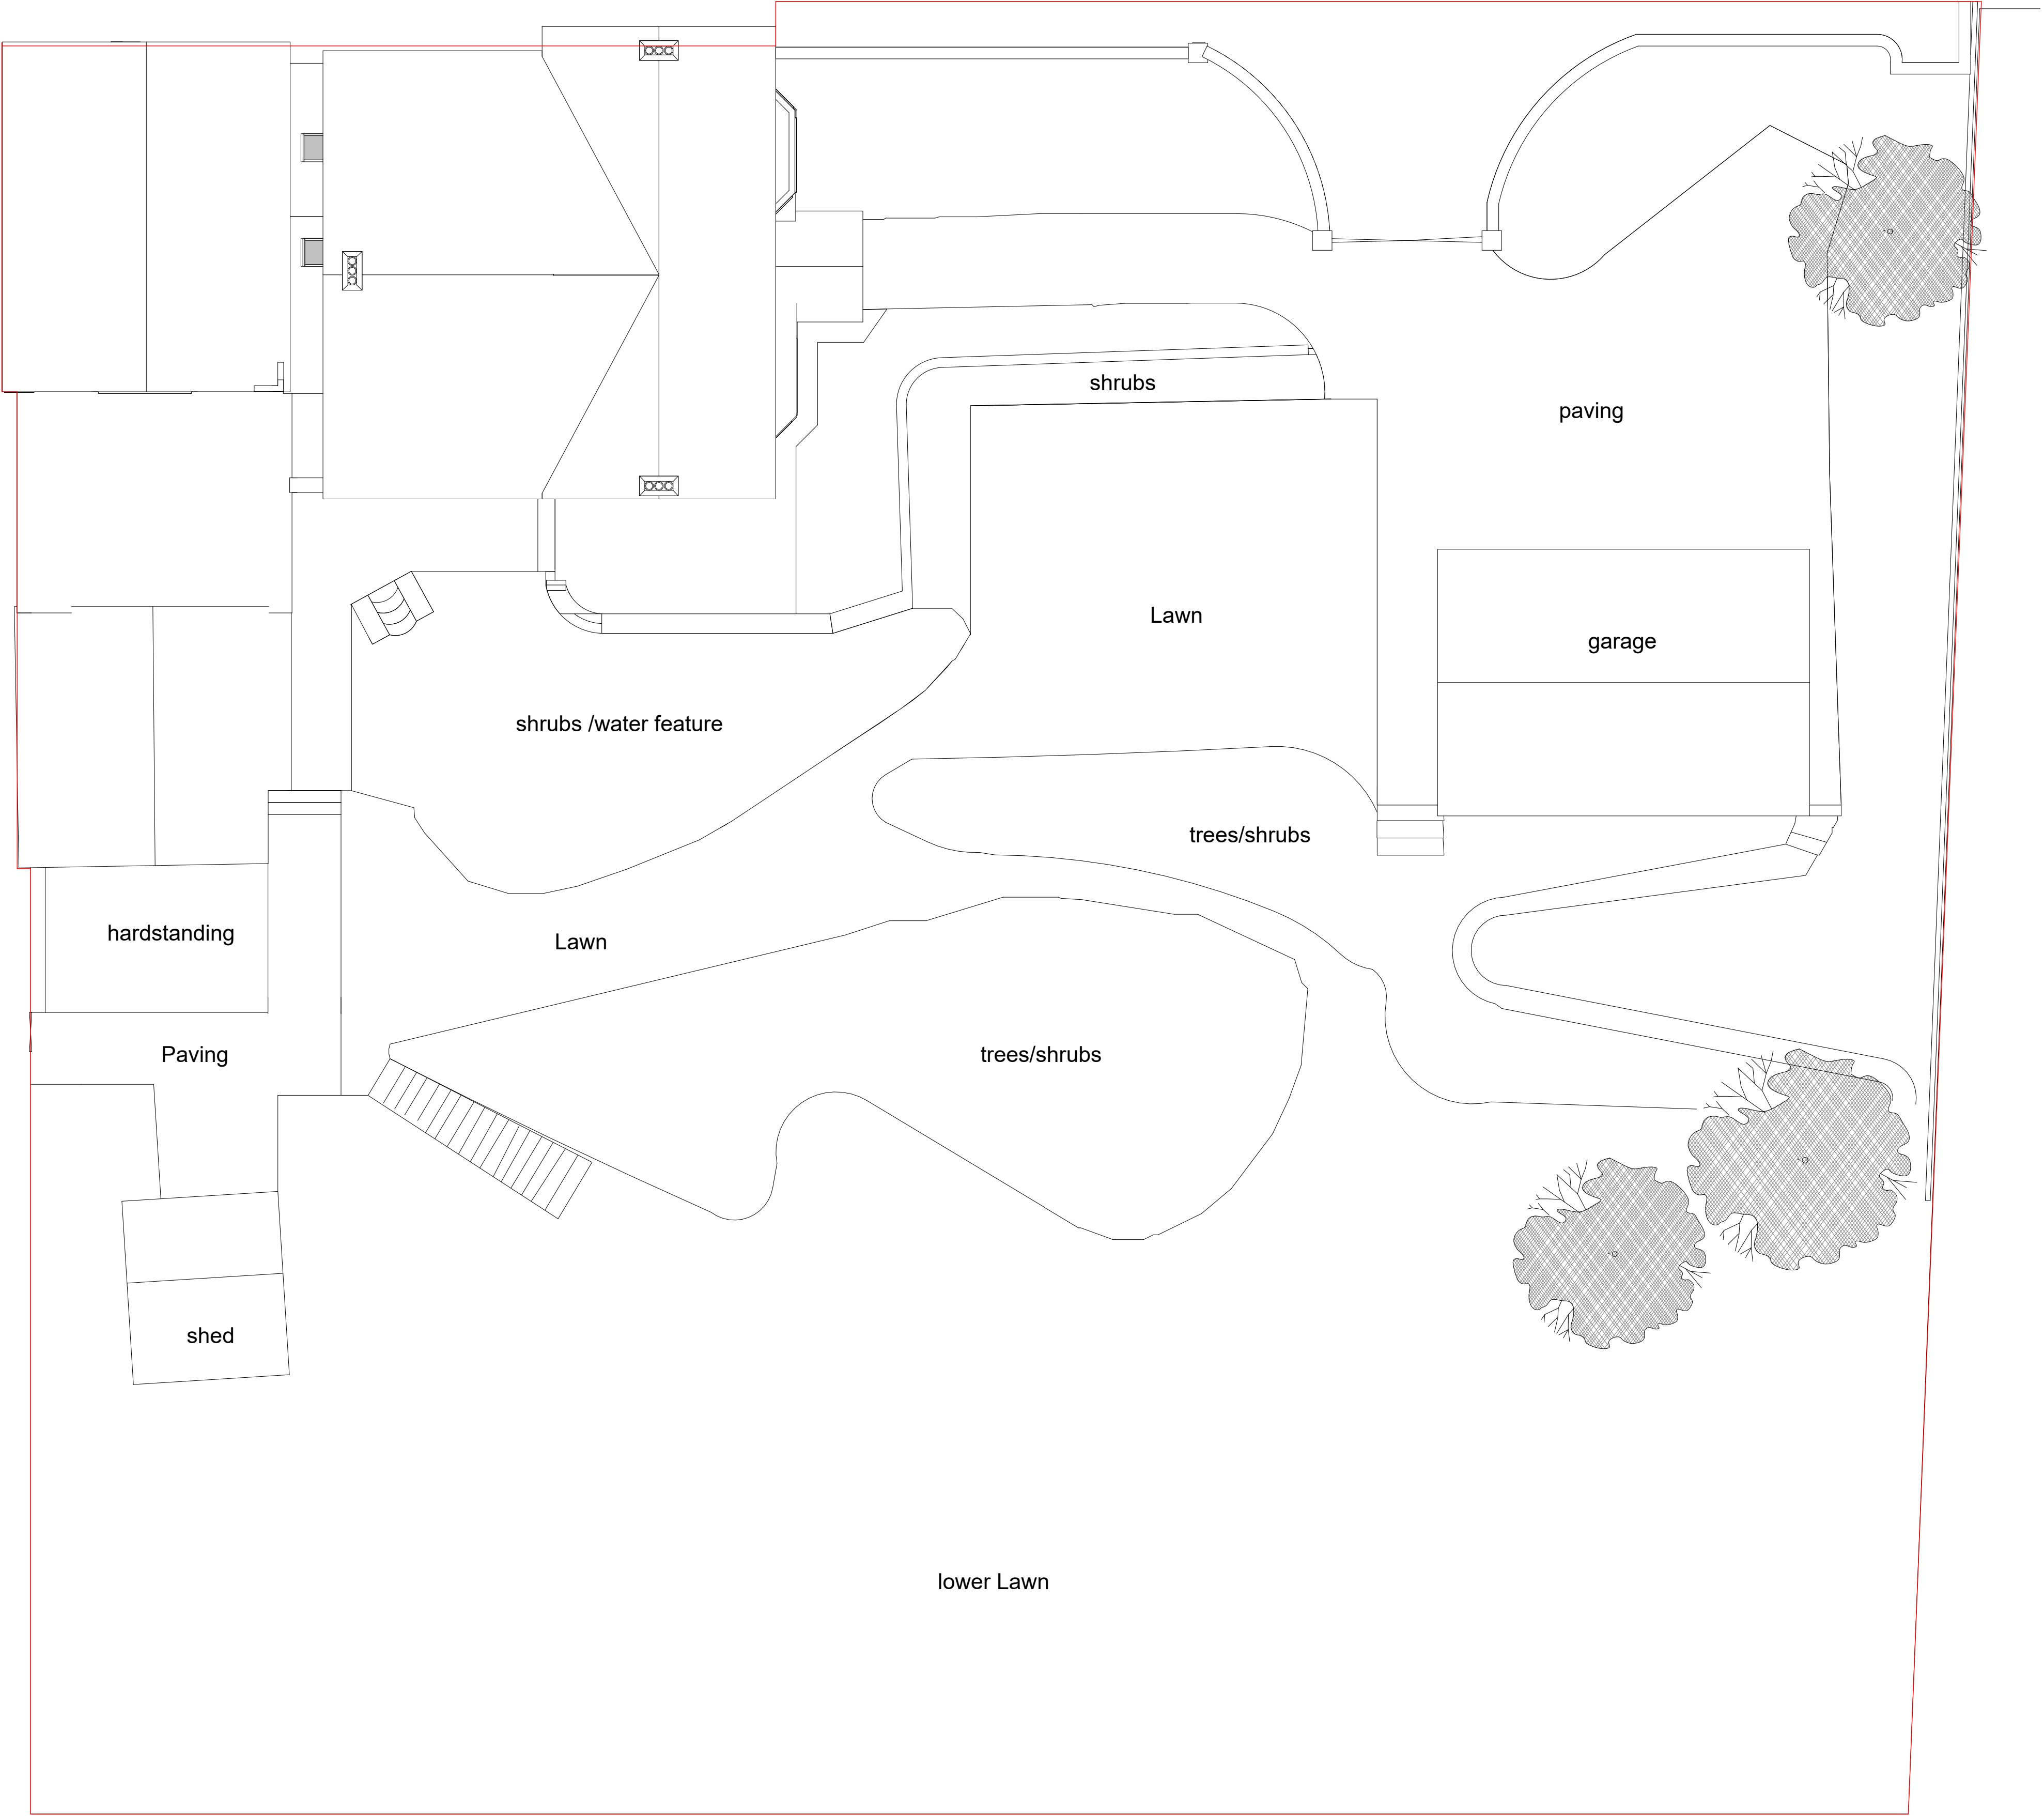 shrubs
paving
Lawn
garage
shrubs /water feature
trees/shrubs
hardstanding
Lawn
Paving
trees/shrubs
shed
lower Lawn